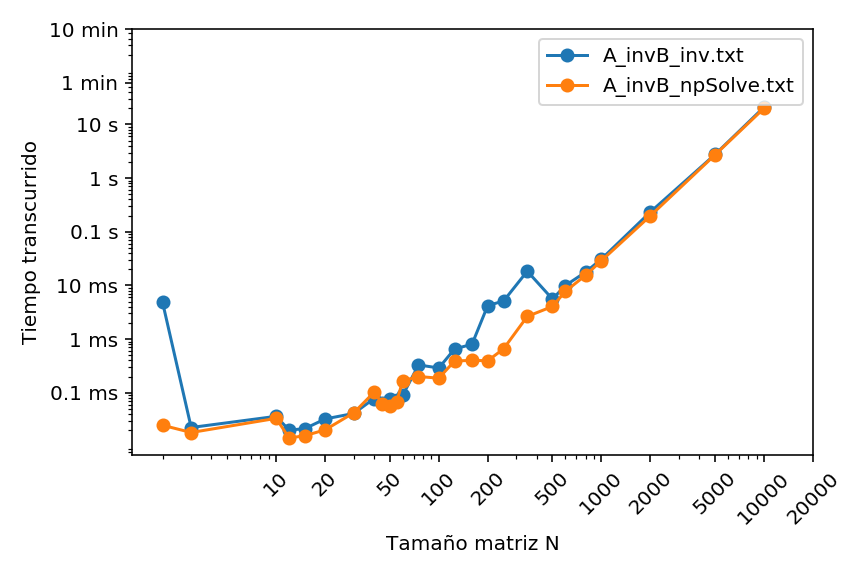 10 min
1 min
10 s
1 s
0.1 s
10 ms
1 ms
0.1 ms
Tiempo transcurrido
A_invB_inv.txt
A_invB_npSolve.txt
10
20
50
100
200
500
1000
2000
5000
10000
20000
Tamaño matriz N